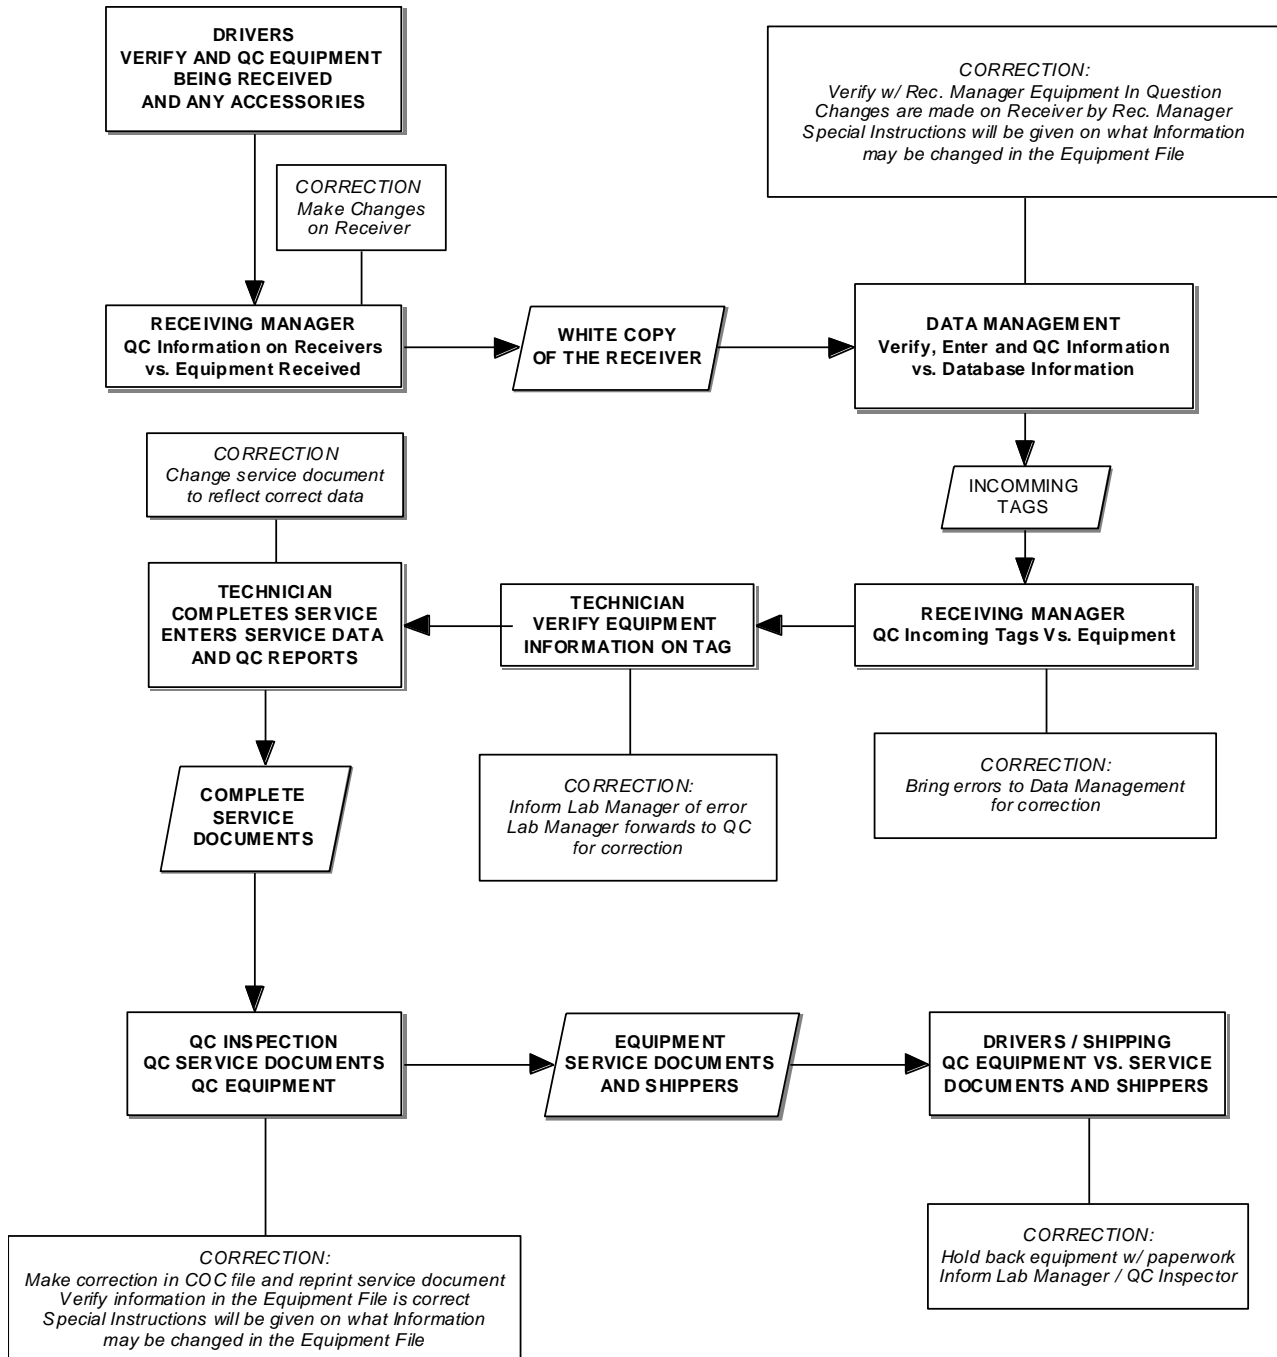 DRIVERS
VERIFY AND QC EQUIPMENT
BEING RECEIVED
AND ANY ACCESSORIES
CORRECTION:
Verify w/ Rec. Manager Equipment In Question
Changes are made on Receiver by Rec. Manager
Special Instructions will be given on what Information
may be changed in the Equipment File
CORRECTION
Make Changes
on Receiver
RECEIVING MANAGER
QC Information on Receivers
vs. Equipment Received
WHITE COPY
OF THE RECEIVER
DATA MANAGEMENT
Verify, Enter and QC Information
vs. Database Information
CORRECTION
Change service document
to reflect correct data
INCOMMING
TAGS
TECHNICIAN
COMPLETES SERVICE
ENTERS SERVICE DATA
AND QC REPORTS
TECHNICIAN
VERIFY EQUIPMENT
INFORMATION ON TAG
RECEIVING MANAGER
QC Incoming Tags Vs. Equipment
COMPLETE
SERVICE
DOCUMENTS
CORRECTION:
Inform Lab Manager of error
Lab Manager forwards to QC
for correction
CORRECTION:
Bring errors to Data Management
for correction
QC INSPECTION
QC SERVICE DOCUMENTS
QC EQUIPMENT
EQUIPMENT
SERVICE DOCUMENTS
AND SHIPPERS
DRIVERS / SHIPPING
QC EQUIPMENT VS. SERVICE
DOCUMENTS AND SHIPPERS
CORRECTION:
Make correction in COC file and reprint service document
Verify information in the Equipment File is correct
Special Instructions will be given on what Information
may be changed in the Equipment File
CORRECTION:
Hold back equipment w/ paperwork
Inform Lab Manager / QC Inspector